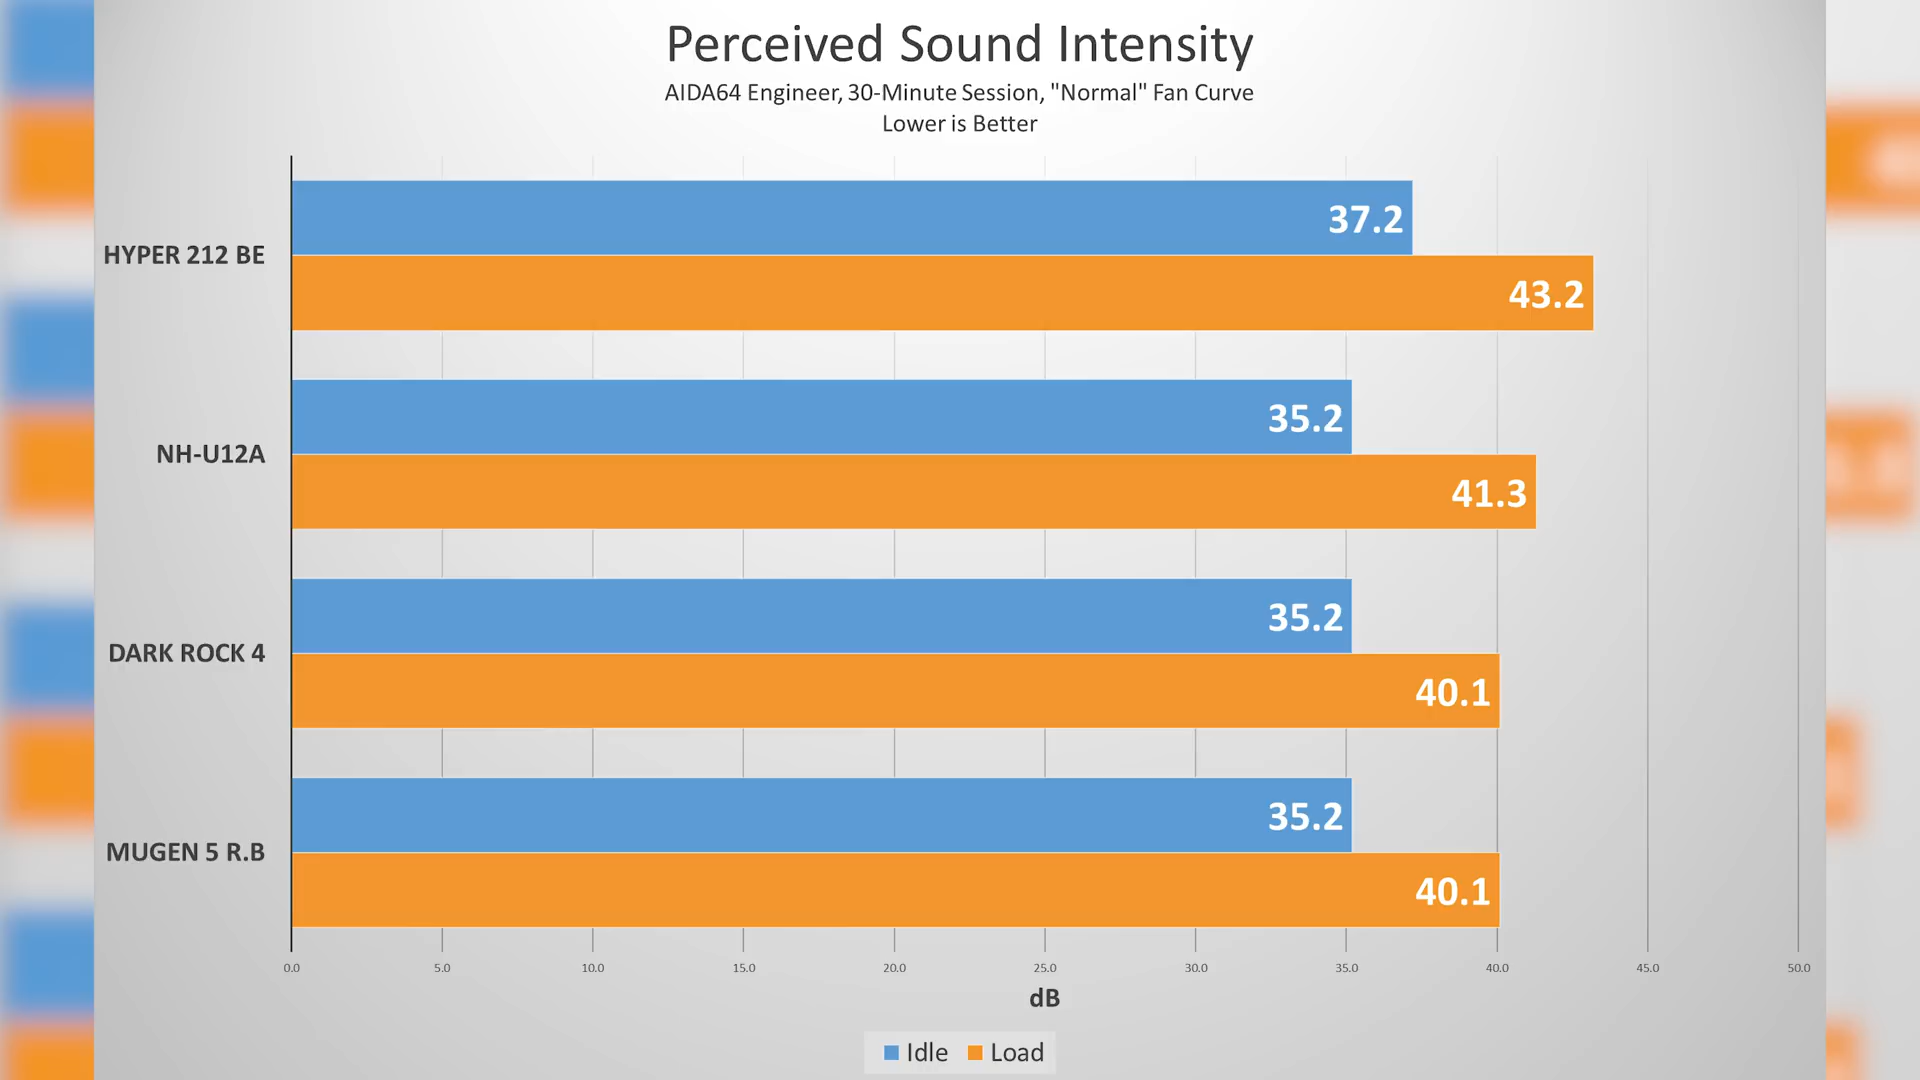 Perceived Sound Intensity
AIDA64 Engineer, 30-Minute Session, "Normal" Fan Curve
Lower is Better
HYPER 212 BE
37.2
43.2
NH-U12A
35.2
41.3
DARK ROCK 4
35.2
40.1
MUGEN 5 R.B
35.2
40.1
0.0 5.0 10.0 15.0 20.0 25.0 30.0 35.0 40.0 45.0 50.0
dB
Idle Load